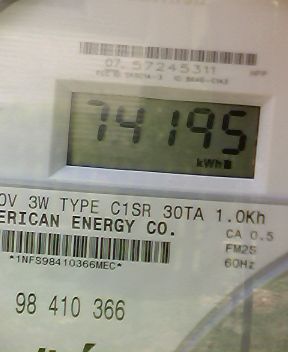 07. 57245311
74195
kWh
0V 3W TYPE C1SR 30TA 1.0Kh
ERICAN ENERGY CO.
CA 0.5
FM2S
*1NFS98410366MEC*
60Hz
98 410 366